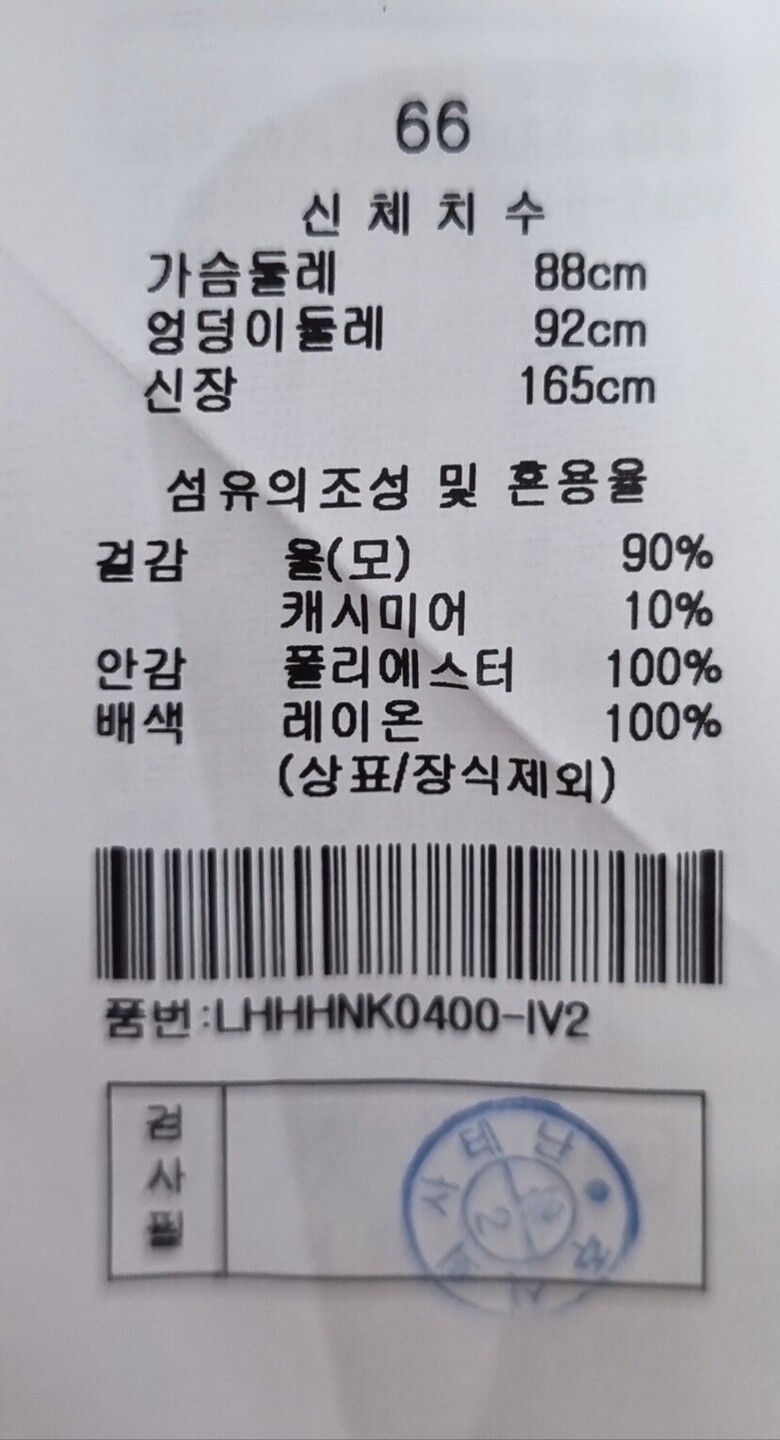 66
신체치수
가슴둘레 88cm
엉덩이둘레 92cm
신장 165cm
섬유의조성 및 혼용율
겉감 울(모) 90%
캐시미어 10%
안감 폴리에스터 100%
배색 레이온 100%
(상표/장식제외)
품번:LHHHNK0400-IV2
검사필